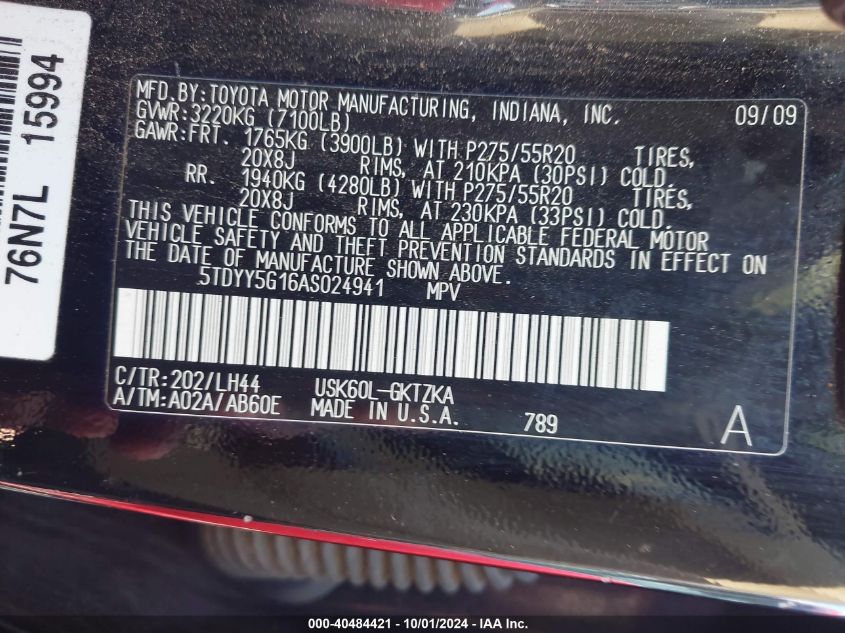 76N7L 15994
MFD.BY:TOYOTA MOTOR MANUFACTURING, INDIANA, INC. 09/09
GVWR:3220KG (7100LB)
GAWR:FRT. 1765KG (3900LB) WITH P275/55R20 TIRES,
20X8J RIMS, AT 210KPA (30PSI) COLD
RR. 1940KG (4280LB) WITH P275/55R20 TIRES,
20X8J RIMS, AT 230KPA (33PSI) COLD.
THIS VEHICLE CONFORMS TO ALL APPLICABLE FEDERAL MOTOR
VEHICLE SAFETY AND THEFT PREVENTION STANDARDS IN EFFECT ON
THE DATE OF MANUFACTURE SHOWN ABOVE.
5TDYY5G16AS024941 MPV
C/TR:202/LH44 USK60L-GKTZKA
A/TM:A02A/AB60E MADE IN U.S.A. 789 A
000-40484421 - 10/01/2024 - IAA Inc.